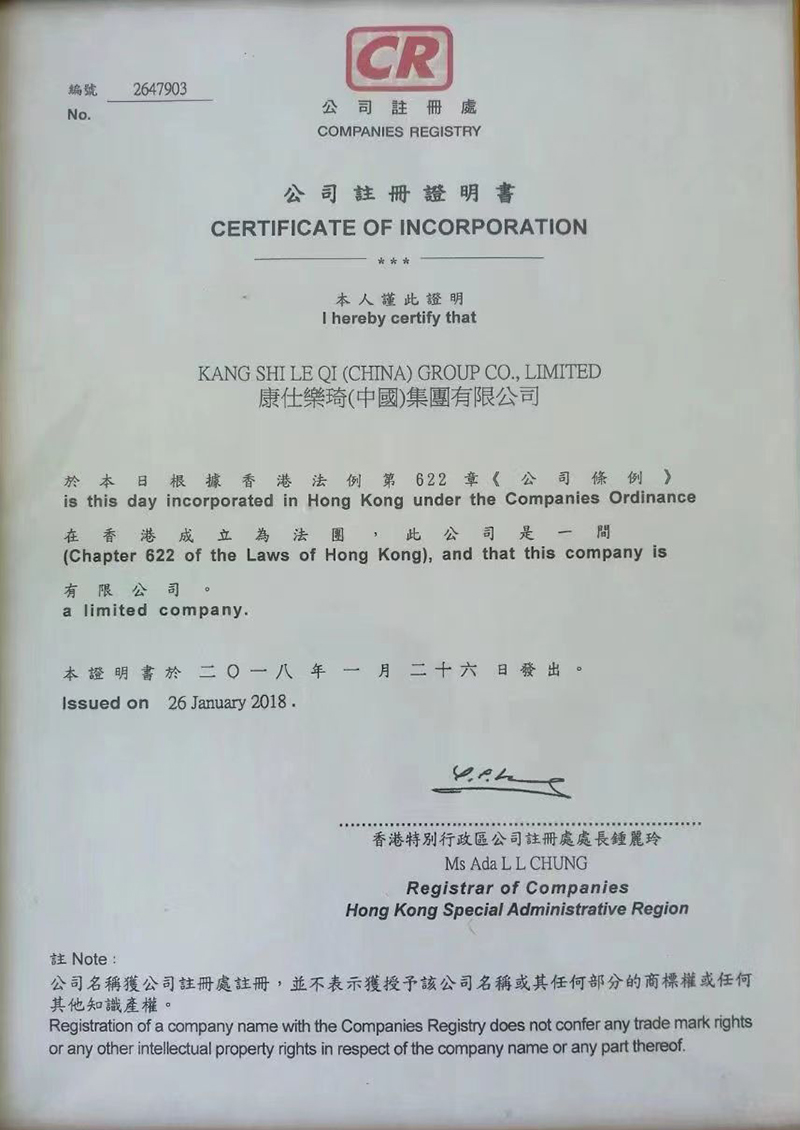 CR
編號 2647903
No.
公司註冊處
COMPANIES REGISTRY
公司註冊證明書
CERTIFICATE OF INCORPORATION
***
本人謹此證明
I hereby certify that
KANG SHI LE QI (CHINA) GROUP CO., LIMITED
康仕樂琦(中國)集團有限公司
於本日根據香港法例第622章《公司條例》
is this day incorporated in Hong Kong under the Companies Ordinance
在香港成立為法團，此公司是一間
(Chapter 622 of the Laws of Hong Kong), and that this company is
有限公司。
a limited company.
本證明書於二〇一八年一月二十六日發出。
Issued on 26 January 2018.
香港特別行政區公司註冊處處長鍾麗玲
Ms Ada L L CHUNG
Registrar of Companies
Hong Kong Special Administrative Region
註 Note :
公司名稱獲公司註冊處註冊，並不表示獲授予該公司名稱或其任何部分的商標權或任何
其他知識產權。
Registration of a company name with the Companies Registry does not confer any trade mark rights
or any other intellectual property rights in respect of the company name or any part thereof.